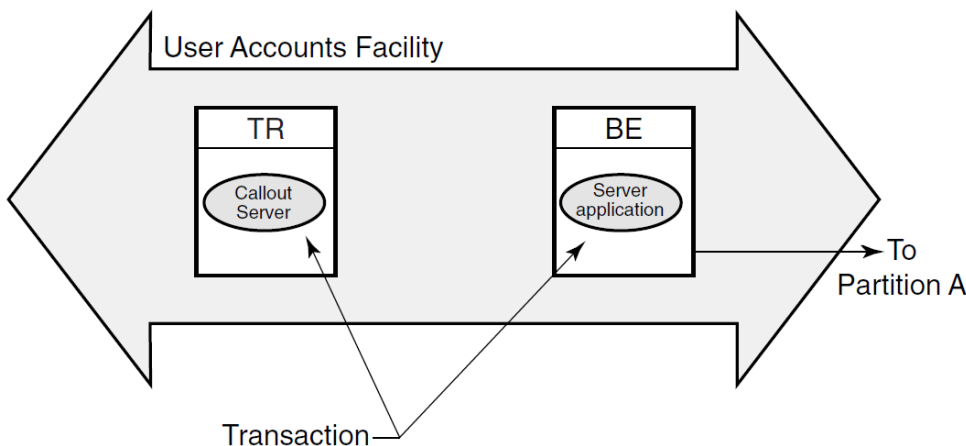 User Accounts Facility
TR
BE
Callout
Server
Server
application
To
Partition A
Transaction